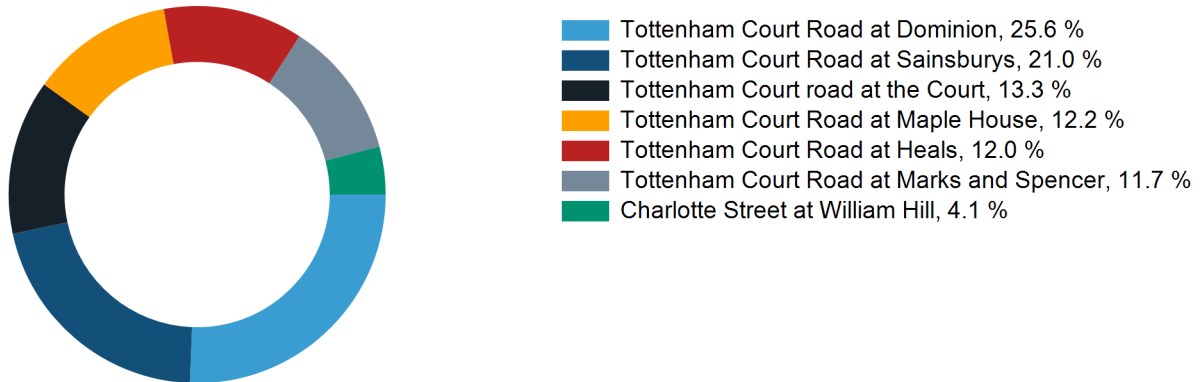 Tottenham Court Road at Dominion, 25.6 %
Tottenham Court Road at Sainsburys, 21.0 %
Tottenham Court road at the Court, 13.3 %
Tottenham Court Road at Maple House, 12.2 %
Tottenham Court Road at Heals, 12.0 %
Tottenham Court Road at Marks and Spencer, 11.7 %
Charlotte Street at William Hill, 4.1 %